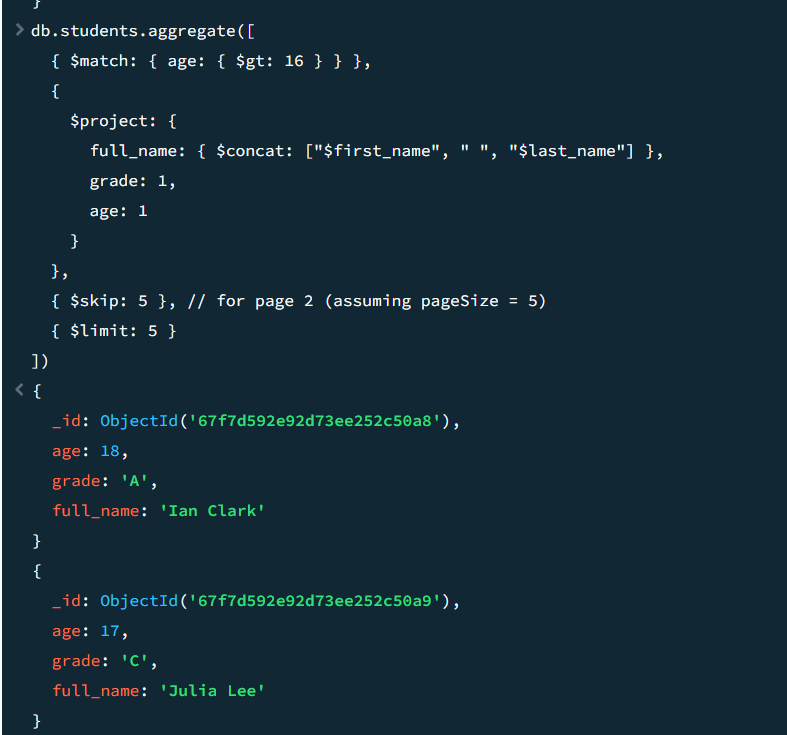 }
> db.students.aggregate([
{ $match: { age: { $gt: 16 } } },
{
$project: {
full_name: { $concat: ["$first_name", " ", "$last_name"] },
grade: 1,
age: 1
}
},
{ $skip: 5 }, // for page 2 (assuming pageSize = 5)
{ $limit: 5 }
])
< {
_id: ObjectId('67f7d592e92d73ee252c50a8'),
age: 18,
grade: 'A',
full_name: 'Ian Clark'
}
{
_id: ObjectId('67f7d592e92d73ee252c50a9'),
age: 17,
grade: 'C',
full_name: 'Julia Lee'
}